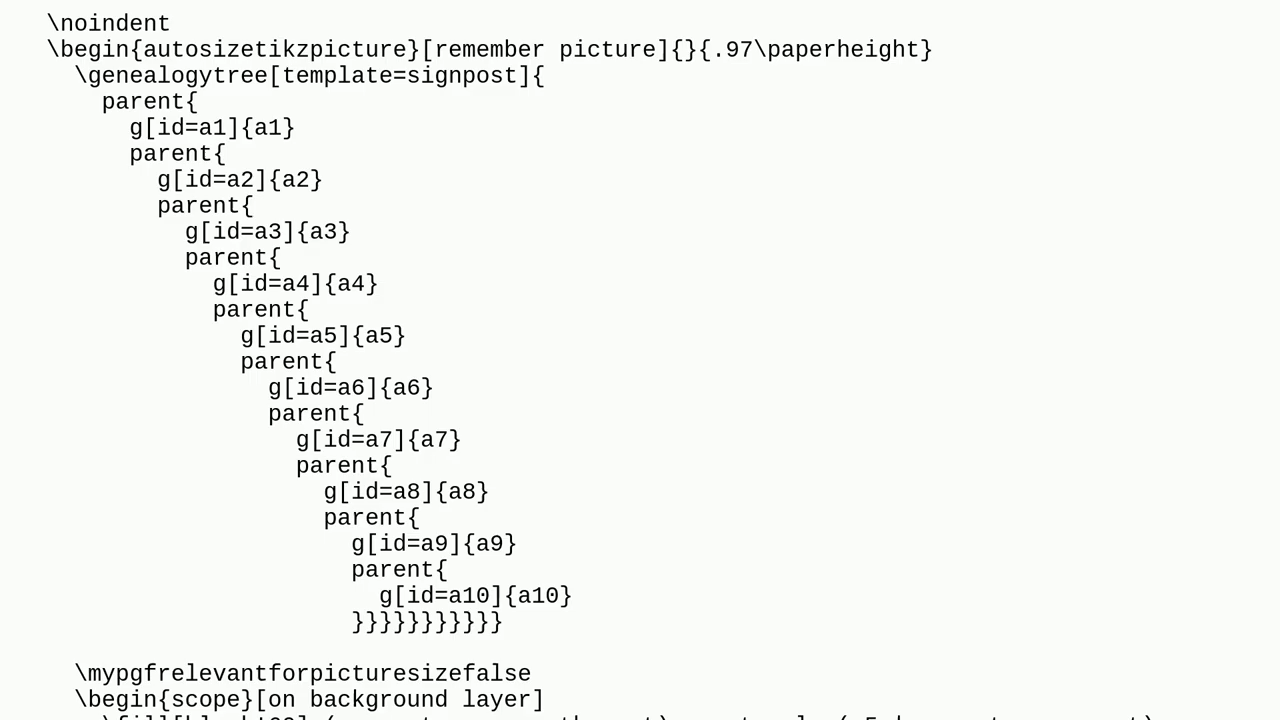 \noindent
\begin{autosizetikzpicture}[remember picture]{}{.97\paperheight}
  \genealogytree[template=signpost]{
    parent{
      g[id=a1]{a1}
      parent{
        g[id=a2]{a2}
        parent{
          g[id=a3]{a3}
          parent{
            g[id=a4]{a4}
            parent{
              g[id=a5]{a5}
              parent{
                g[id=a6]{a6}
                parent{
                  g[id=a7]{a7}
                  parent{
                    g[id=a8]{a8}
                    parent{
                      g[id=a9]{a9}
                      parent{
                        g[id=a10]{a10}
                      }}}}}}}}}}}
  \mypgfrelevantforpicturesizefalse
  \begin{scope}[on background layer]